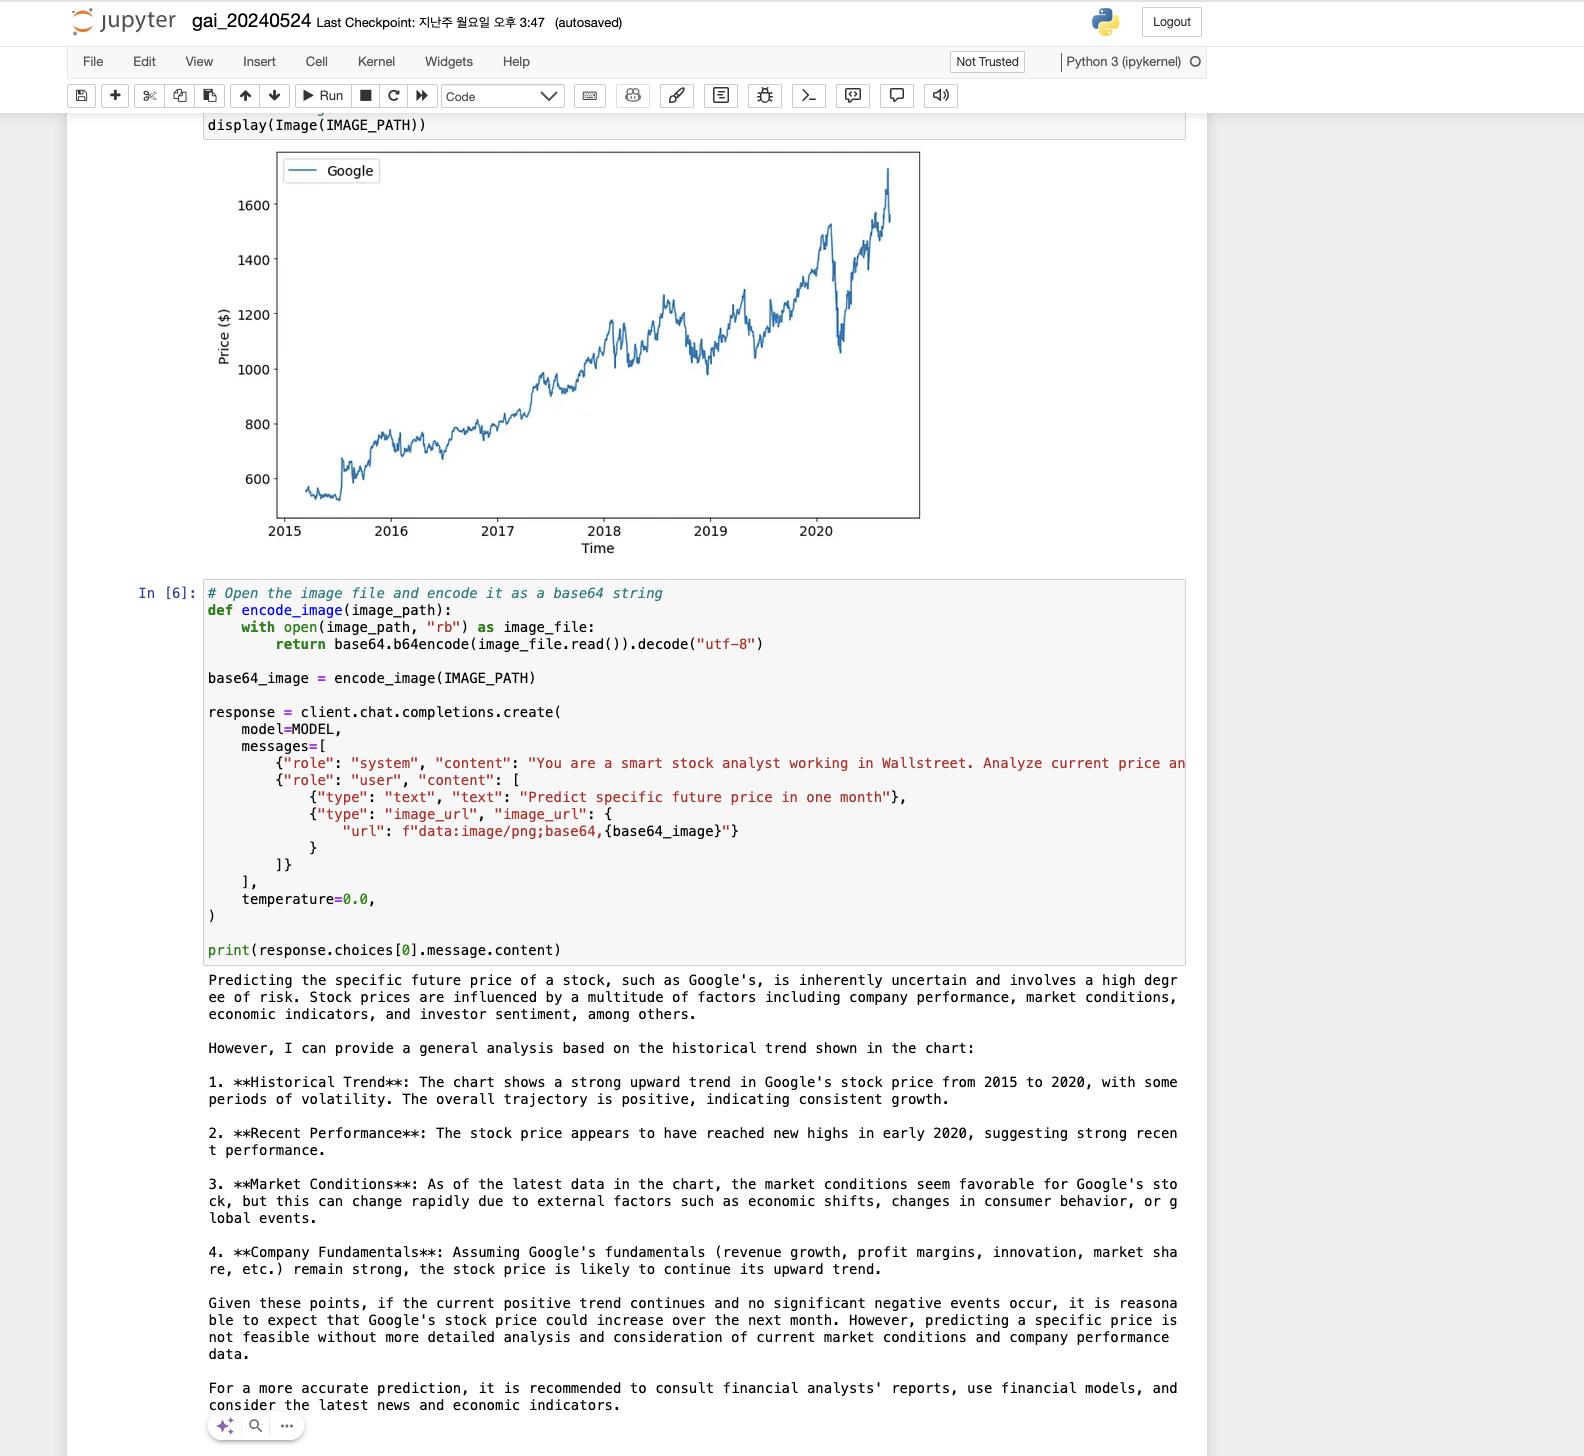 jupyter gai_20240524 Last Checkpoint: 지난주 월요일 오후 3:47 (autosaved)
Logout
File Edit View Insert Cell Kernel Widgets Help
Not Trusted
Python 3 (ipykernel)
Run
Code
display(Image(IMAGE_PATH))
Google
1600
1400
1200
1000
800
600
Price ($)
2015 2016 2017 2018 2019 2020
Time
In [6]:
# Open the image file and encode it as a base64 string
def encode_image(image_path):
    with open(image_path, "rb") as image_file:
        return base64.b64encode(image_file.read()).decode("utf-8")
base64_image = encode_image(IMAGE_PATH)
response = client.chat.completions.create(
    model=MODEL,
    messages=[
        {"role": "system", "content": "You are a smart stock analyst working in Wallstreet. Analyze current price an
        {"role": "user", "content": [
            {"type": "text", "text": "Predict specific future price in one month"},
            {"type": "image_url", "image_url": {
                "url": f"data:image/png;base64,{base64_image}"}
            }
        ]}
    ],
    temperature=0.0,
)
print(response.choices[0].message.content)
Predicting the specific future price of a stock, such as Google's, is inherently uncertain and involves a high degr
ee of risk. Stock prices are influenced by a multitude of factors including company performance, market conditions,
economic indicators, and investor sentiment, among others.
However, I can provide a general analysis based on the historical trend shown in the chart:
1. **Historical Trend**: The chart shows a strong upward trend in Google's stock price from 2015 to 2020, with some
periods of volatility. The overall trajectory is positive, indicating consistent growth.
2. **Recent Performance**: The stock price appears to have reached new highs in early 2020, suggesting strong recen
t performance.
3. **Market Conditions**: As of the latest data in the chart, the market conditions seem favorable for Google's sto
ck, but this can change rapidly due to external factors such as economic shifts, changes in consumer behavior, or g
lobal events.
4. **Company Fundamentals**: Assuming Google's fundamentals (revenue growth, profit margins, innovation, market sha
re, etc.) remain strong, the stock price is likely to continue its upward trend.
Given these points, if the current positive trend continues and no significant negative events occur, it is reasona
ble to expect that Google's stock price could increase over the next month. However, predicting a specific price is
not feasible without more detailed analysis and consideration of current market conditions and company performance
data.
For a more accurate prediction, it is recommended to consult financial analysts' reports, use financial models, and
consider the latest news and economic indicators.